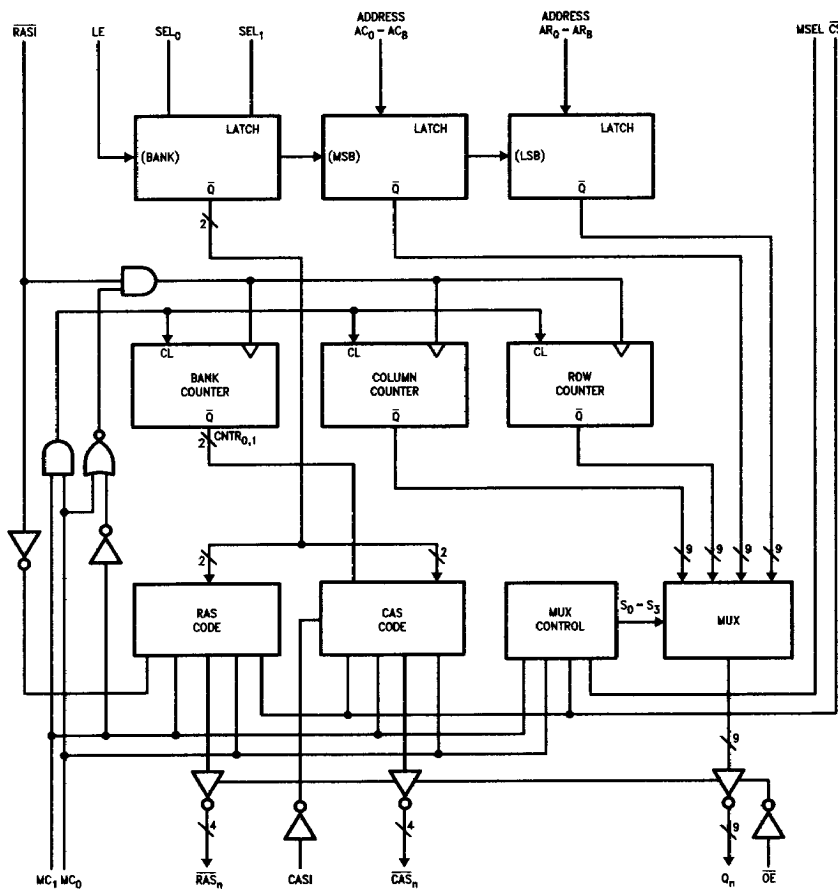 RASI LE SEL0 SEL1 ADDRESS AC0 – AC8 ADDRESS AR0 – AR8 MSEL CS
LATCH LATCH LATCH
(BANK) (MSB) (LSB)
Q Q Q
2
CL CL CL
BANK COUNTER COLUMN COUNTER ROW COUNTER
Q Q Q
2 CNTR0,1
2 2 9 9 9 9
RAS CODE CAS CODE MUX CONTROL S0 – S3 MUX
9
4 4 9
MC1 MC0 RASn CASI CASn Qn OE